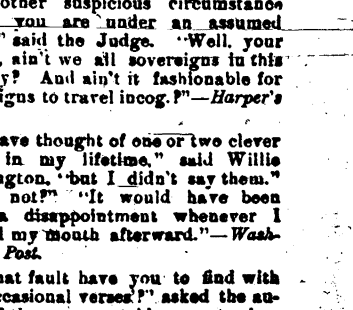 other suspicious circumstance
you are under an assumed
" said the Judge. "Well, your
, ain't we all sovereigns in this
y? And ain't it fashionable for
igns to travel incog.?"—Harper's
ave thought of one or two clever
in my lifetime," said Willie
ngton, "but I didn't say them."
not?" "It would have been
a disappointment whenever I
d my mouth afterward."—Wash-
Post.
hat fault have you to find with
ccasional verses?" asked the au-